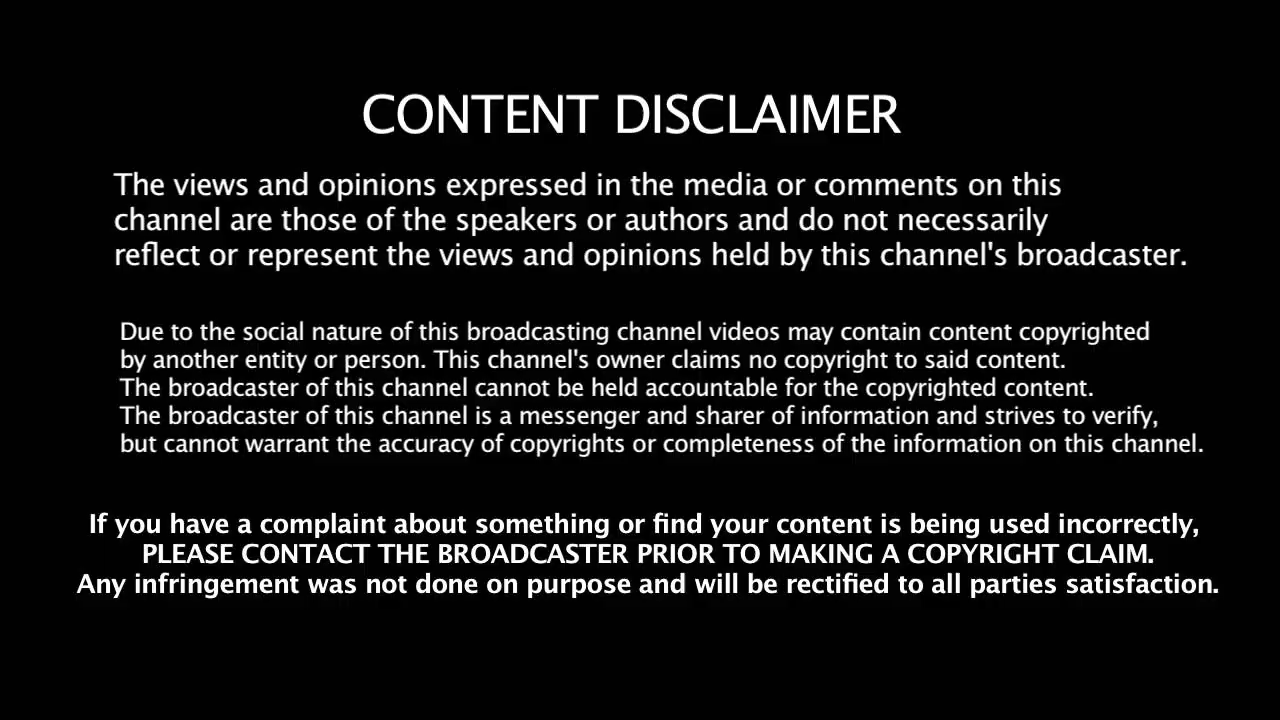 CONTENT DISCLAIMER
The views and opinions expressed in the media or comments on this
channel are those of the speakers or authors and do not necessarily
reflect or represent the views and opinions held by this channel's broadcaster.
Due to the social nature of this broadcasting channel videos may contain content copyrighted
by another entity or person. This channel's owner claims no copyright to said content.
The broadcaster of this channel cannot be held accountable for the copyrighted content.
The broadcaster of this channel is a messenger and sharer of information and strives to verify,
but cannot warrant the accuracy of copyrights or completeness of the information on this channel.
If you have a complaint about something or find your content is being used incorrectly,
PLEASE CONTACT THE BROADCASTER PRIOR TO MAKING A COPYRIGHT CLAIM.
Any infringement was not done on purpose and will be rectified to all parties satisfaction.